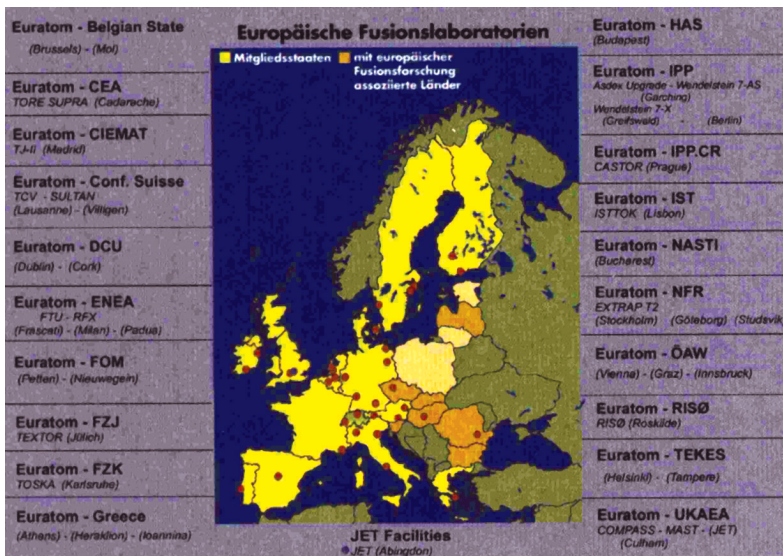 Europäische Fusionslaboratorien
Mitgliedsstaaten
mit europäischer
Fusionsforschung
assoziierte Länder
Euratom - Belgian State
(Brussels) - (Mol)
Euratom - CEA
TORE SUPRA (Cadarache)
Euratom - CIEMAT
TJ-II (Madrid)
Euratom - Conf. Suisse
TCV - SULTAN
(Lausanne) - (Villigen)
Euratom - DCU
(Dublin) - (Cork)
Euratom - ENEA
FTU - RFX
(Frascati) - (Milan) - (Padua)
Euratom - FOM
(Petten) - (Nieuwegein)
Euratom - FZJ
TEXTOR (Jülich)
Euratom - FZK
TOSKA (Karlsruhe)
Euratom - Greece
(Athens) - (Heraklion) - (Ioannina)
Euratom - HAS
(Budapest)
Euratom - IPP
Asdex Upgrade - Wendelstein 7-AS
(Garching)
Wendelstein 7-X
(Greifswald) - (Berlin)
Euratom - IPP.CR
CASTOR (Prague)
Euratom - IST
ISTTOK (Lisbon)
Euratom - NASTI
(Bucharest)
Euratom - NFR
EXTRAP T2
(Stockholm) (Göteborg) (Studsvik
Euratom - ÖAW
(Vienna) - (Graz) - (Innsbruck)
Euratom - RISØ
RISØ (Roskilde)
Euratom - TEKES
(Helsinki) - (Tampere)
Euratom - UKAEA
COMPASS - MAST - (JET)
(Culham)
JET Facilities
JET (Abingdon)